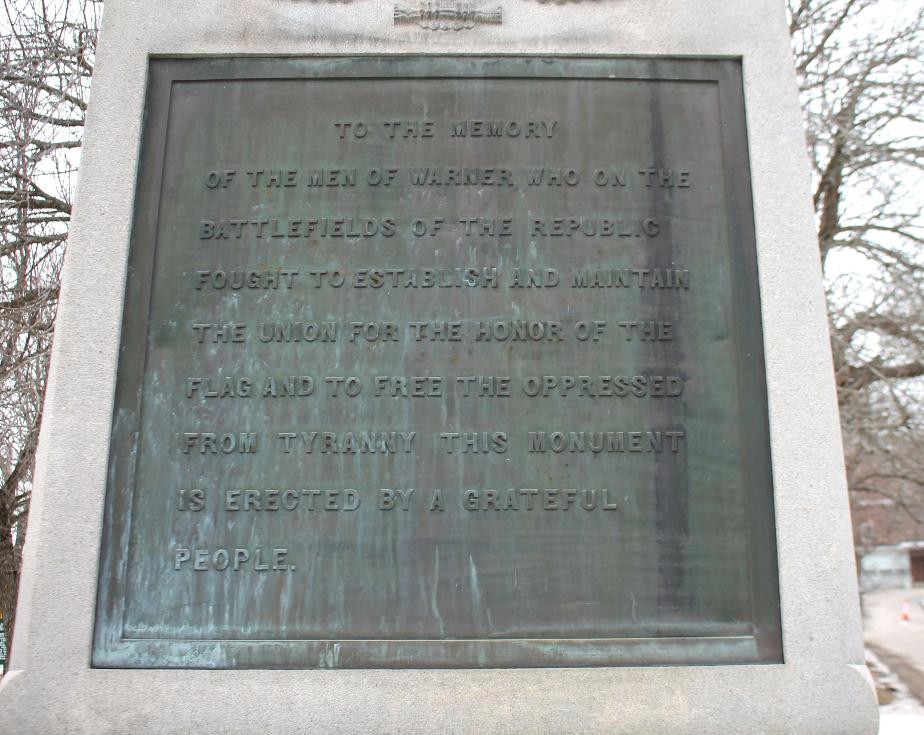 TO THE MEMORY
OF THE MEN OF WARNER WHO ON THE
BATTLEFIELDS OF THE REPUBLIC
FOUGHT TO ESTABLISH AND MAINTAIN
THE UNION FOR THE HONOR OF THE
FLAG AND TO FREE THE OPPRESSED
FROM TYRANNY THIS MONUMENT
IS ERECTED BY A GRATEFUL
PEOPLE.